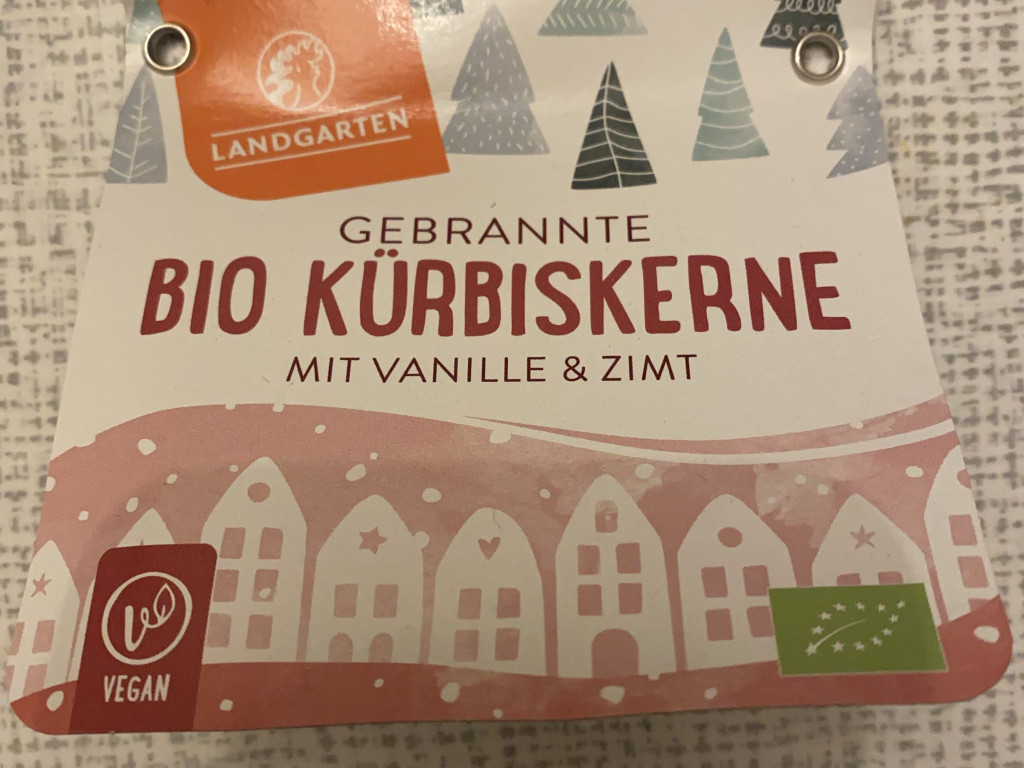 LANDGARTEN
GEBRANNTE
BIO KÜRBISKERNE
MIT VANILLE & ZIMT
VEGAN